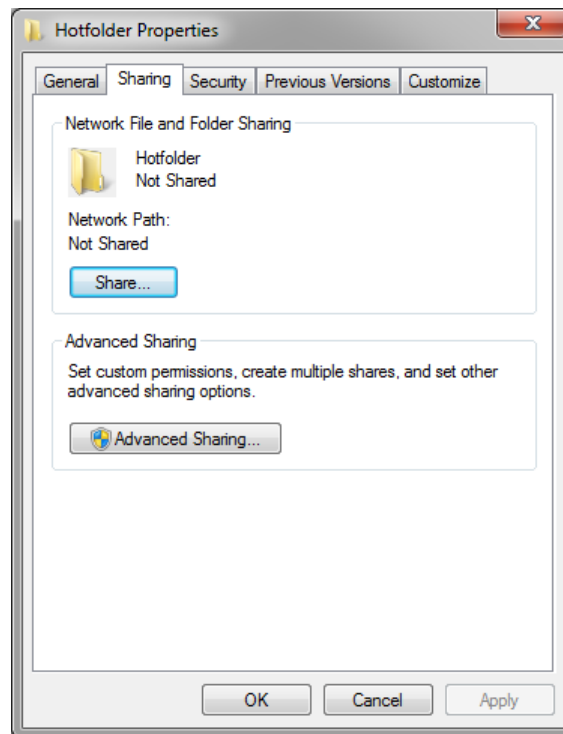 Hotfolder Properties
General Sharing Security Previous Versions Customize
Network File and Folder Sharing
Hotfolder
Not Shared
Network Path:
Not Shared
Share...
Advanced Sharing
Set custom permissions, create multiple shares, and set other
advanced sharing options.
Advanced Sharing...
OK Cancel Apply